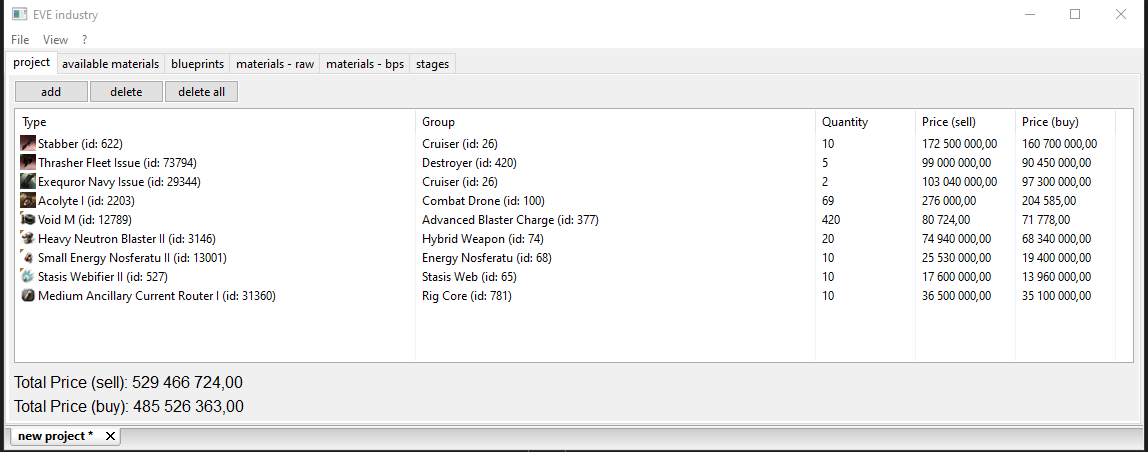 EVE industry
File View ?
project available materials blueprints materials - raw materials - bps stages
add delete delete all
Type Group Quantity Price (sell) Price (buy)
Stabber (id: 622) Cruiser (id: 26) 10 172 500 000,00 160 700 000,00
Thrasher Fleet Issue (id: 73794) Destroyer (id: 420) 5 99 000 000,00 90 450 000,00
Exequror Navy Issue (id: 29344) Cruiser (id: 26) 2 103 040 000,00 97 300 000,00
Acolyte I (id: 2203) Combat Drone (id: 100) 69 276 000,00 204 585,00
Void M (id: 12789) Advanced Blaster Charge (id: 377) 420 80 724,00 71 778,00
Heavy Neutron Blaster II (id: 3146) Hybrid Weapon (id: 74) 20 74 940 000,00 68 340 000,00
Small Energy Nosferatu II (id: 13001) Energy Nosferatu (id: 68) 10 25 530 000,00 19 400 000,00
Stasis Webifier II (id: 527) Stasis Web (id: 65) 10 17 600 000,00 13 960 000,00
Medium Ancillary Current Router I (id: 31360) Rig Core (id: 781) 10 36 500 000,00 35 100 000,00
Total Price (sell): 529 466 724,00
Total Price (buy): 485 526 363,00
new project *